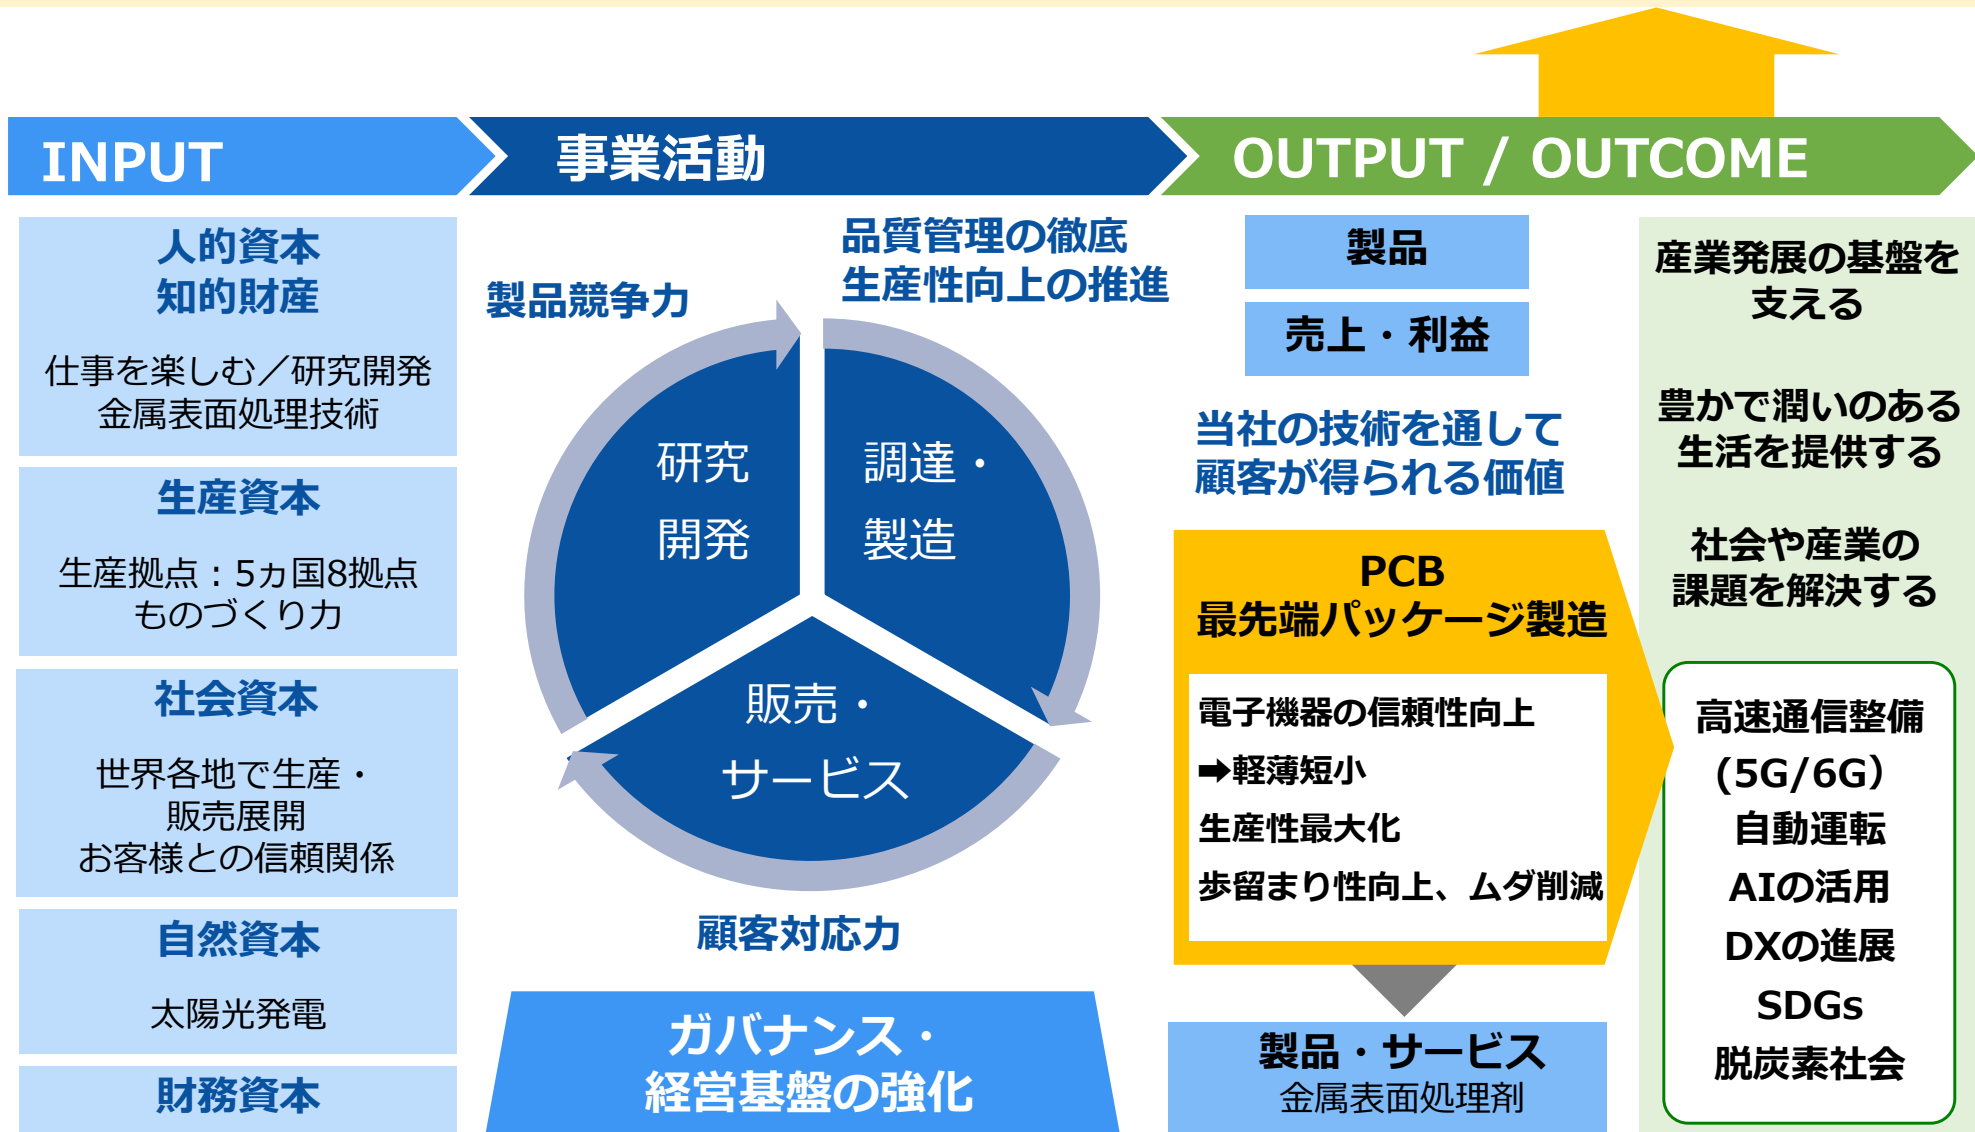 INPUT
事業活動
OUTPUT / OUTCOME
人的資本
知的財産
仕事を楽しむ／研究開発
金属表面処理技術
生産資本
生産拠点：5ヵ国8拠点
ものづくり力
社会資本
世界各地で生産・
販売展開
お客様との信頼関係
自然資本
太陽光発電
財務資本
製品競争力
品質管理の徹底
生産性向上の推進
研究
開発
調達・
製造
販売・
サービス
顧客対応力
ガバナンス・
経営基盤の強化
製品
売上・利益
当社の技術を通して
顧客が得られる価値
PCB
最先端パッケージ製造
電子機器の信頼性向上
➡軽薄短小
生産性最大化
歩留まり性向上、ムダ削減
製品・サービス
金属表面処理剤
産業発展の基盤を
支える
豊かで潤いのある
生活を提供する
社会や産業の
課題を解決する
高速通信整備
(5G/6G）
自動運転
AIの活用
DXの進展
SDGs
脱炭素社会